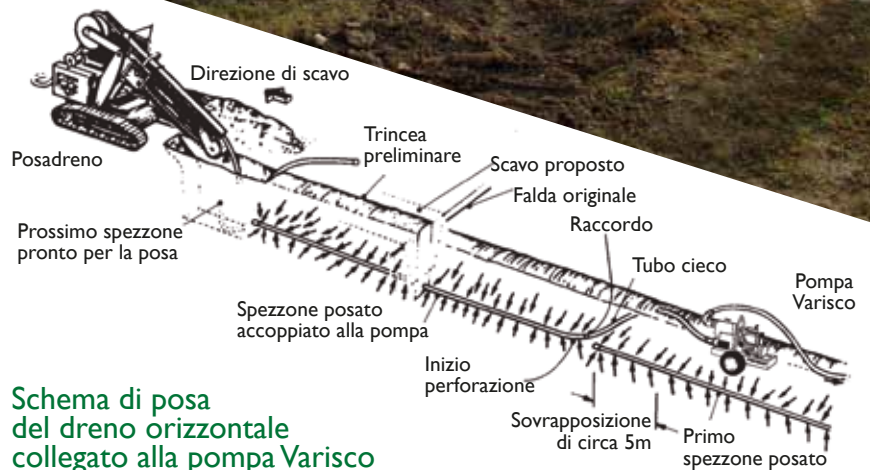 Direzione di scavo
Posadreno
Trincea
preliminare
Scavo proposto
Falda originale
Raccordo
Tubo cieco
Pompa
Varisco
Prossimo spezzone
pronto per la posa
Spezzone posato
accoppiato alla pompa
Inizio
perforazione
Sovrapposizione
di circa 5m
Primo
spezzone posato
Schema di posa
del dreno orizzontale
collegato alla pompa Varisco